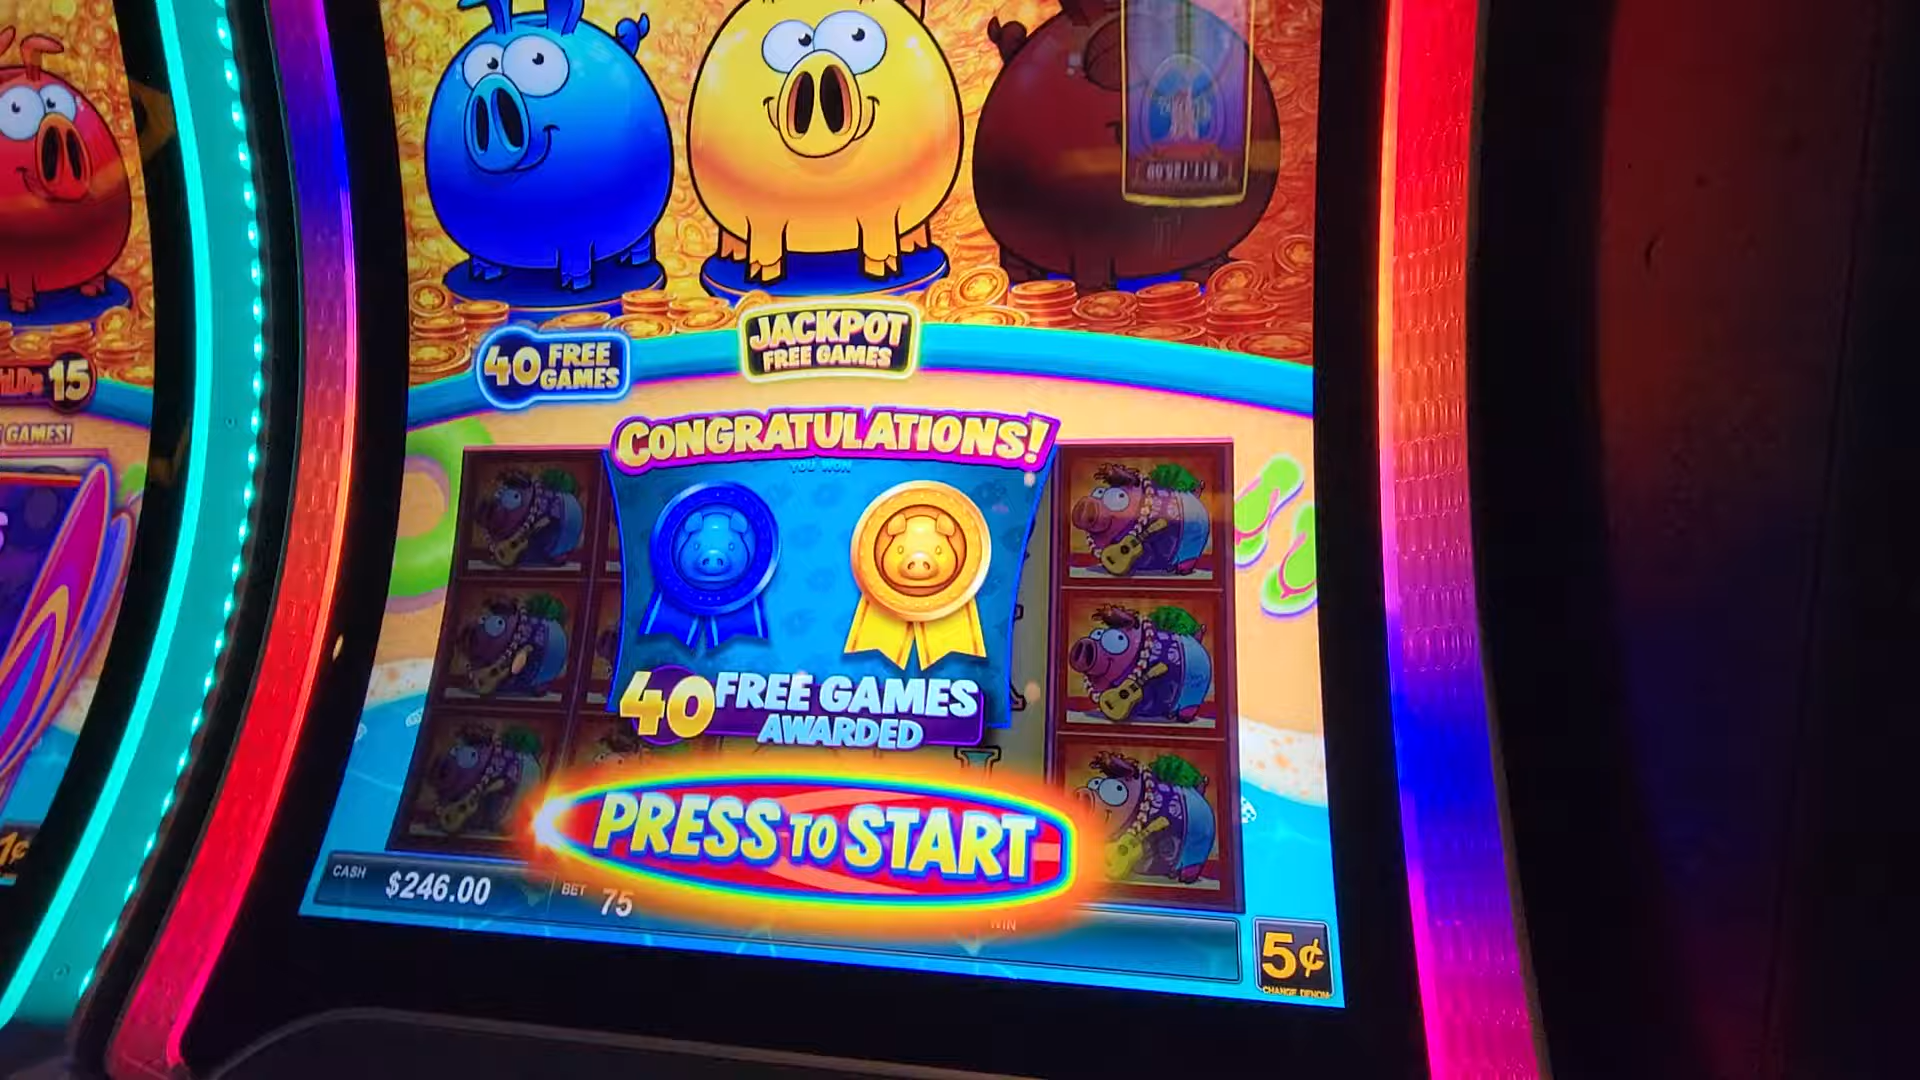 15
GAMES!
40 FREE GAMES
JACKPOT
FREE GAMES
CONGRATULATIONS!
YOU WON
40 FREE GAMES
AWARDED
PRESS TO START
CASH $246.00
BET 75
WIN
5¢
CHANGE DENOM
1¢